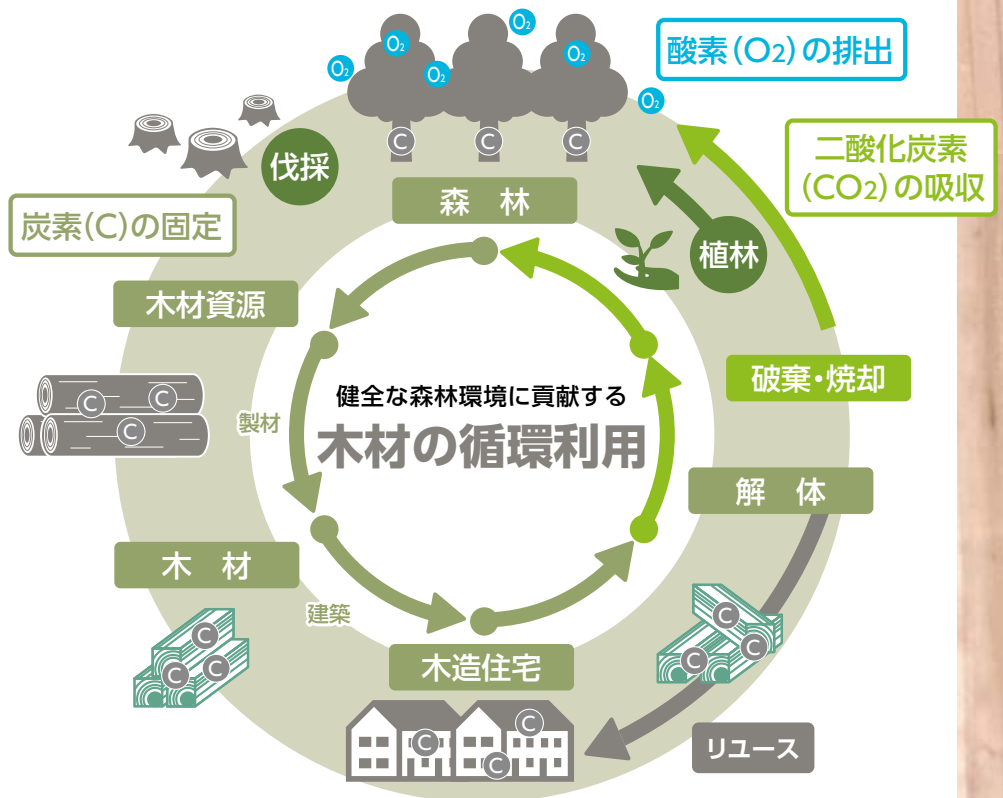 O2
O2
O2
O2
O2
O2
酸素(O2)の排出
二酸化炭素
(CO2)の吸収
C
C
C
伐採
森 林
植林
炭素(C)の固定
木材資源
C
C
C
製材
健全な森林環境に貢献する
木材の循環利用
破棄・焼却
解 体
木 材
建築
C
C
C
木造住宅
C
C
C
C
C
C
リユース